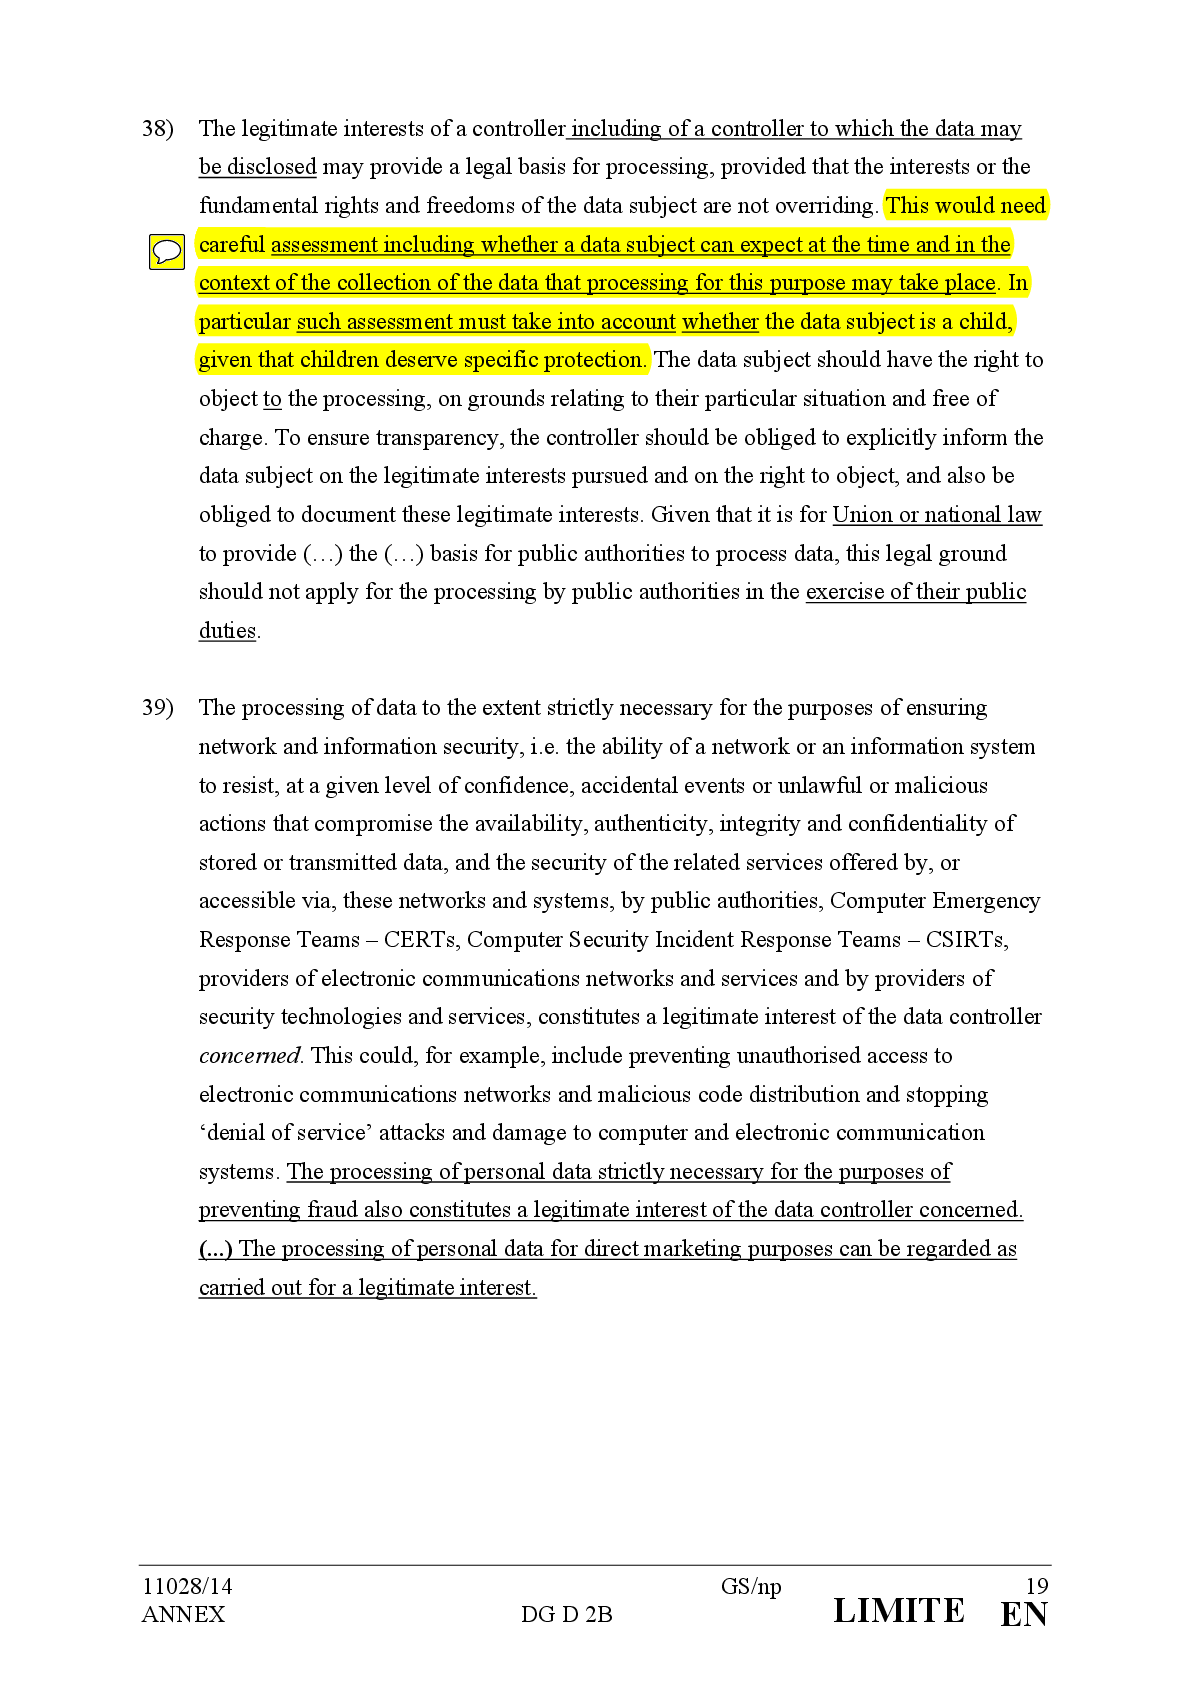 38) The legitimate interests of a controller including of a controller to which the data may
be disclosed may provide a legal basis for processing, provided that the interests or the
fundamental rights and freedoms of the data subject are not overriding. This would need
careful assessment including whether a data subject can expect at the time and in the
context of the collection of the data that processing for this purpose may take place. In
particular such assessment must take into account whether the data subject is a child,
given that children deserve specific protection. The data subject should have the right to
object to the processing, on grounds relating to their particular situation and free of
charge. To ensure transparency, the controller should be obliged to explicitly inform the
data subject on the legitimate interests pursued and on the right to object, and also be
obliged to document these legitimate interests. Given that it is for Union or national law
to provide (…) the (…) basis for public authorities to process data, this legal ground
should not apply for the processing by public authorities in the exercise of their public
duties.
39) The processing of data to the extent strictly necessary for the purposes of ensuring
network and information security, i.e. the ability of a network or an information system
to resist, at a given level of confidence, accidental events or unlawful or malicious
actions that compromise the availability, authenticity, integrity and confidentiality of
stored or transmitted data, and the security of the related services offered by, or
accessible via, these networks and systems, by public authorities, Computer Emergency
Response Teams – CERTs, Computer Security Incident Response Teams – CSIRTs,
providers of electronic communications networks and services and by providers of
security technologies and services, constitutes a legitimate interest of the data controller
concerned. This could, for example, include preventing unauthorised access to
electronic communications networks and malicious code distribution and stopping
‘denial of service’ attacks and damage to computer and electronic communication
systems. The processing of personal data strictly necessary for the purposes of
preventing fraud also constitutes a legitimate interest of the data controller concerned.
(...) The processing of personal data for direct marketing purposes can be regarded as
carried out for a legitimate interest.
11028/14 GS/np 19
ANNEX DG D 2B LIMITE EN